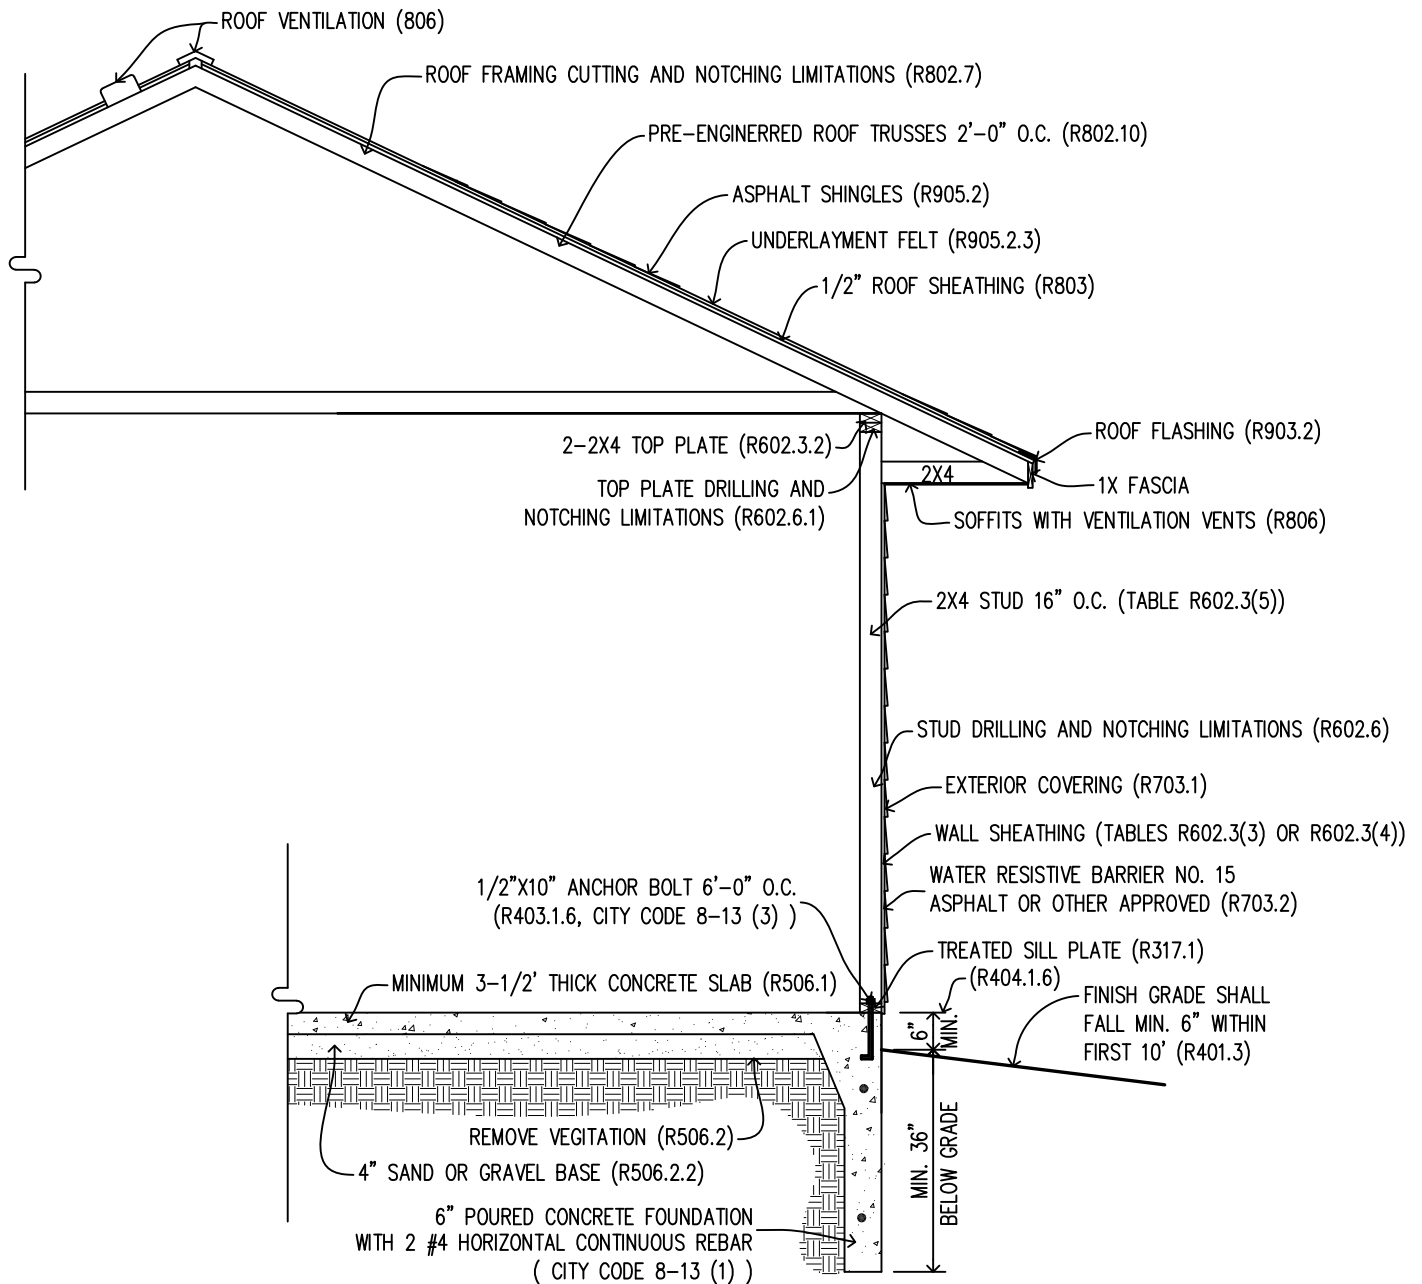 ROOF VENTILATION (806)
ROOF FRAMING CUTTING AND NOTCHING LIMITATIONS (R802.7)
PRE-ENGINERRED ROOF TRUSSES 2'-0" O.C. (R802.10)
ASPHALT SHINGLES (R905.2)
UNDERLAYMENT FELT (R905.2.3)
1/2" ROOF SHEATHING (R803)
2-2X4 TOP PLATE (R602.3.2)
TOP PLATE DRILLING AND
NOTCHING LIMITATIONS (R602.6.1)
ROOF FLASHING (R903.2)
2X4
1X FASCIA
SOFFITS WITH VENTILATION VENTS (R806)
2X4 STUD 16" O.C. (TABLE R602.3(5))
STUD DRILLING AND NOTCHING LIMITATIONS (R602.6)
EXTERIOR COVERING (R703.1)
WALL SHEATHING (TABLES R602.3(3) OR R602.3(4))
WATER RESISTIVE BARRIER NO. 15
ASPHALT OR OTHER APPROVED (R703.2)
1/2"X10" ANCHOR BOLT 6'-0" O.C.
(R403.1.6, CITY CODE 8-13 (3) )
TREATED SILL PLATE (R317.1)
(R404.1.6)
MINIMUM 3-1/2' THICK CONCRETE SLAB (R506.1)
6"
MIN.
FINISH GRADE SHALL
FALL MIN. 6" WITHIN
FIRST 10' (R401.3)
REMOVE VEGITATION (R506.2)
4" SAND OR GRAVEL BASE (R506.2.2)
MIN. 36"
BELOW GRADE
6" POURED CONCRETE FOUNDATION
WITH 2 #4 HORIZONTAL CONTINUOUS REBAR
( CITY CODE 8-13 (1) )